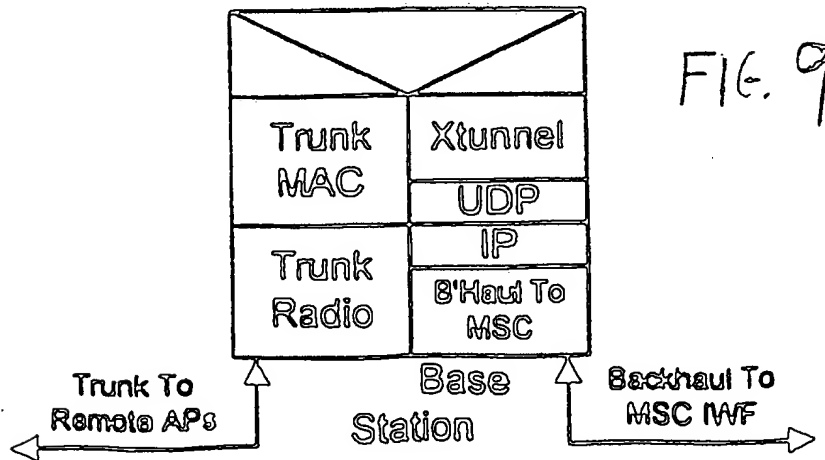 FIG. 9
Trunk
MAC
Xtunnel
UDP
IP
Trunk
Radio
B'Haul To
MSC
Trunk To
Remote APs
Base
Station
Backhaul To
MSC IWF